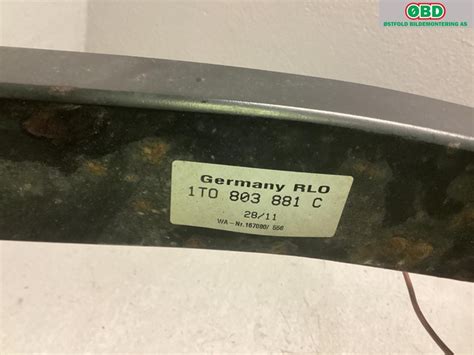 ØBD
ØSTFOLD BILDEMONTERING AS
Germany RLO
1T0 803 881 C
28/11
WA-Nr. 167080/ 556